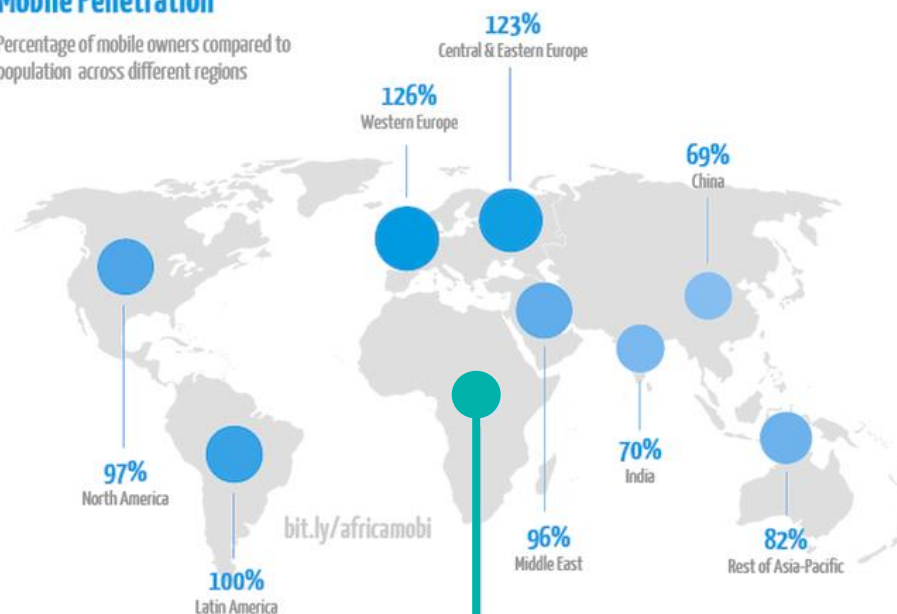 Mobile Penetration
Percentage of mobile owners compared to
population across different regions
123%
Central & Eastern Europe
126%
Western Europe
69%
China
97%
North America
100%
Latin America
bit.ly/africamobi
96%
Middle East
70%
India
82%
Rest of Asia-Pacific